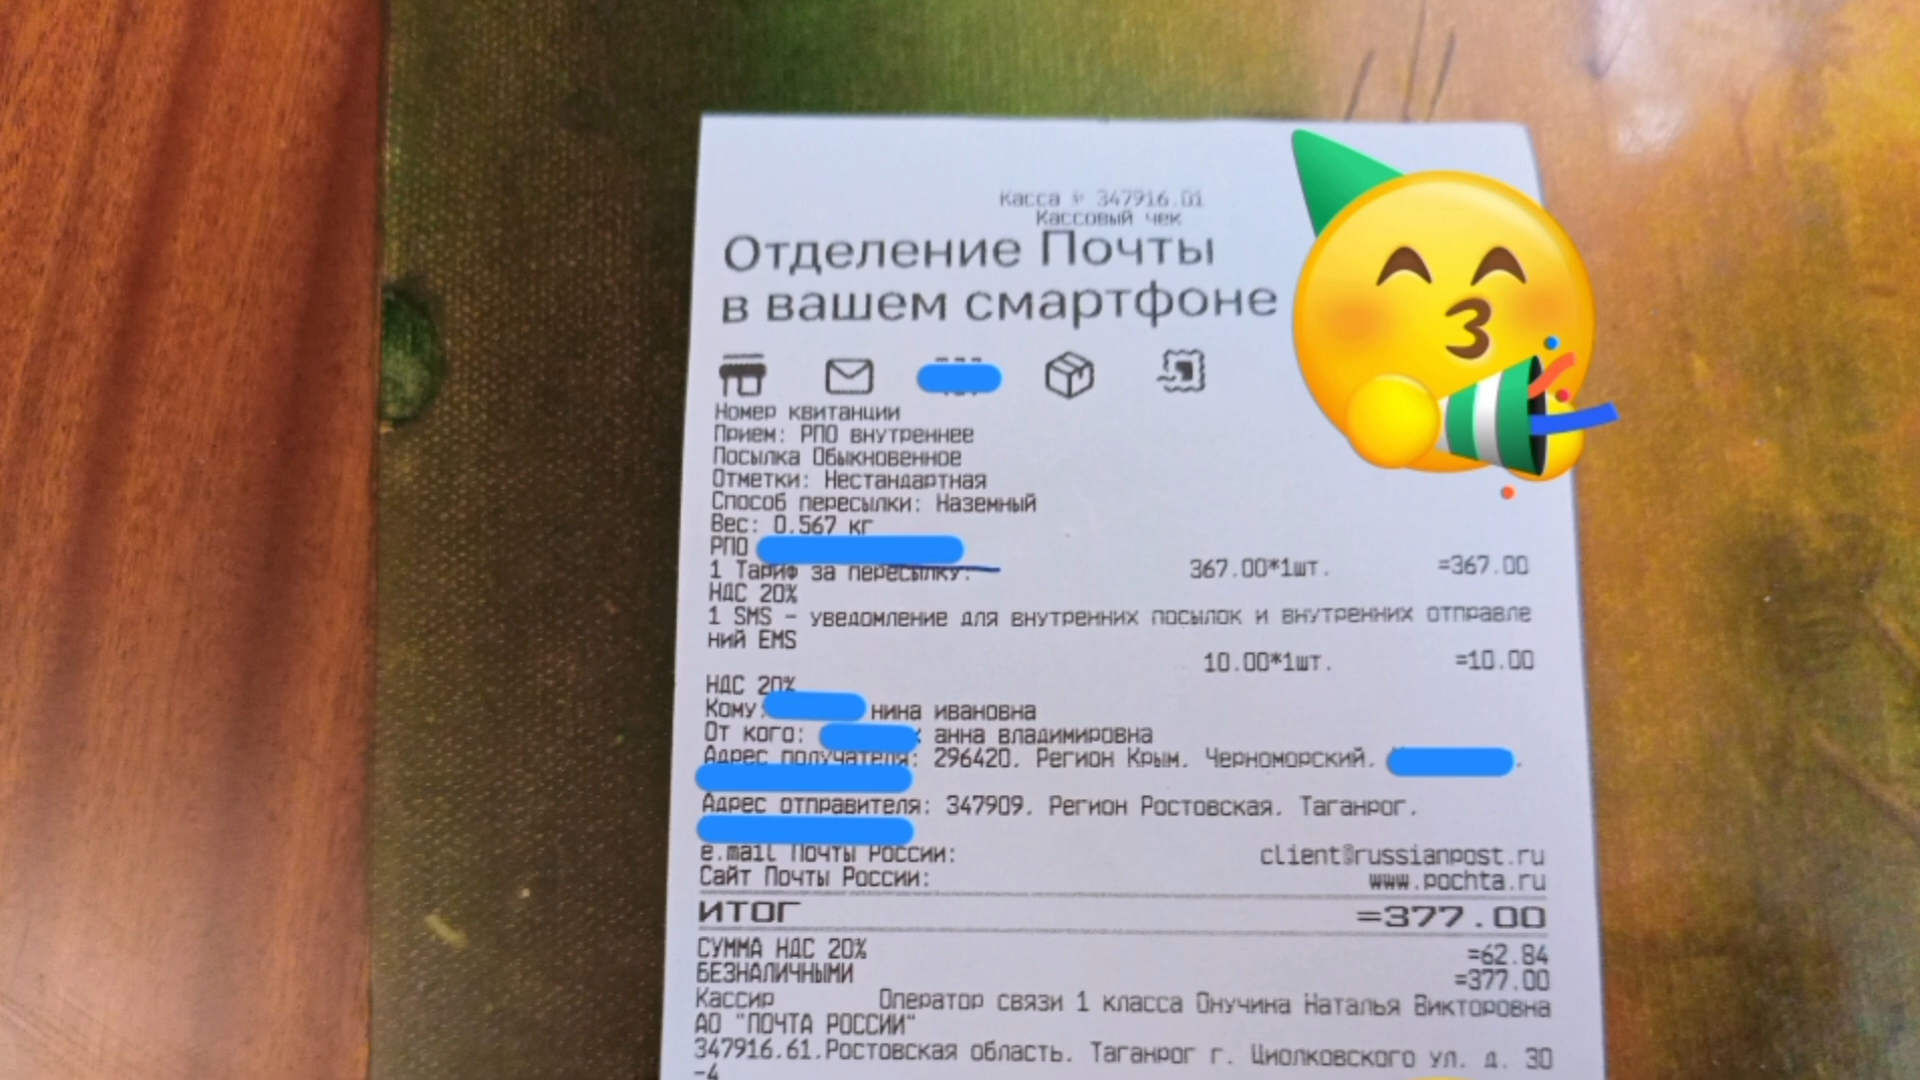 Касса № 347916.01
Кассовый чек
Отделение Почты
в вашем смартфоне
Номер квитанции
Прием: РПО внутреннее
Посылка Обыкновенное
Отметки: Нестандартная
Способ пересылки: Наземный
Вес: 0.567 кг
РПО
1 Тариф за пересылку: 367.00*1шт. =367.00
НДС 20%
1 SMS – уведомление для внутренних посылок и внутренних отправле
ний EMS
10.00*1шт. =10.00
НДС 20%
Кому: нина ивановна
От кого: анна владимировна
Адрес получателя: 296420, Регион Крым, Черноморский,
Адрес отправителя: 347909, Регион Ростовская, Таганрог,
e.mail Почты России: client@russianpost.ru
Сайт Почты России: www.pochta.ru
ИТОГ =377.00
СУММА НДС 20% =62.84
БЕЗНАЛИЧНЫМИ =377.00
Кассир Оператор связи 1 класса Онучина Наталья Викторовна
АО "ПОЧТА РОССИИ"
347916.61.Ростовская область, Таганрог г, Циолковского ул, д. 30
-4